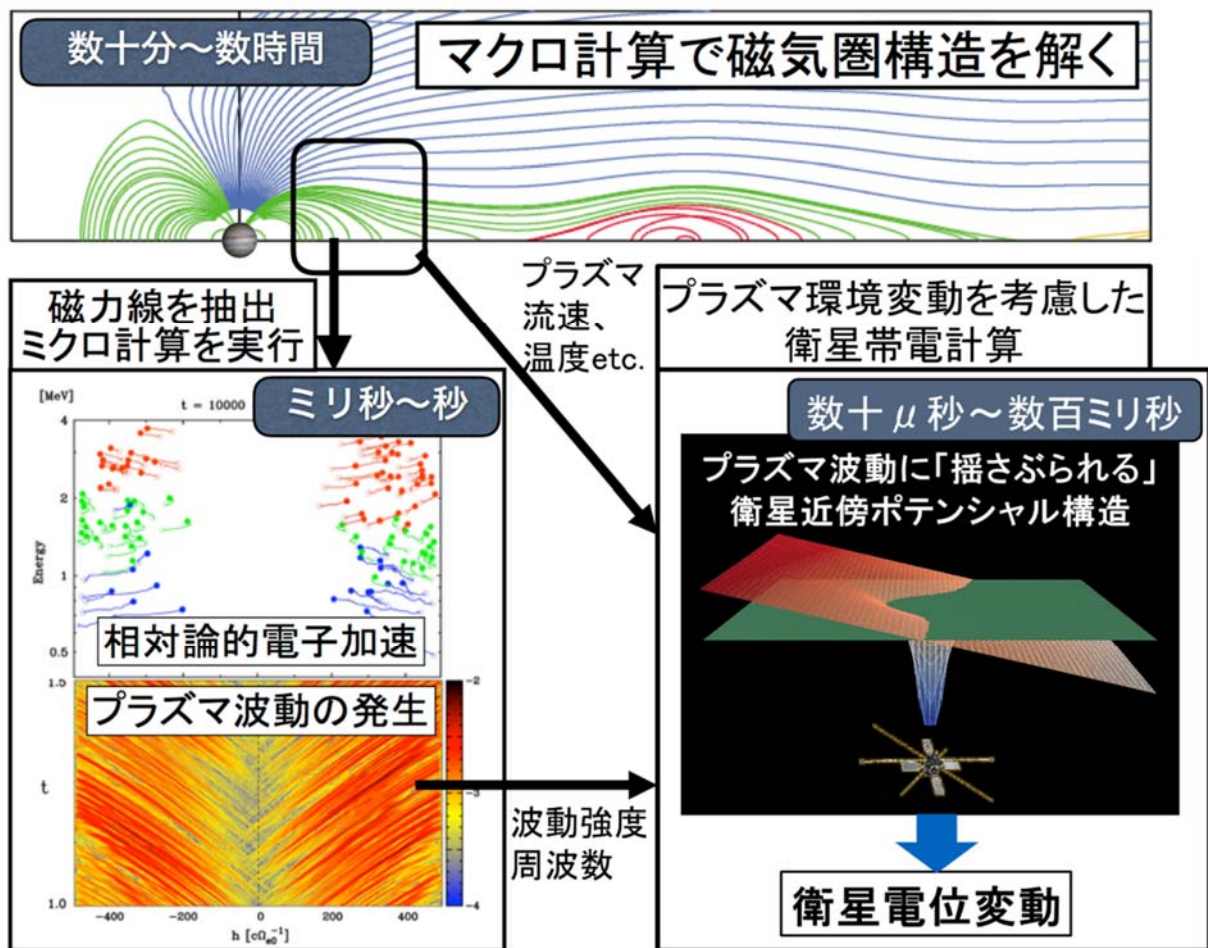 数十分～数時間
マクロ計算で磁気圏構造を解く
磁力線を抽出
ミクロ計算を実行
プラズマ
流速、
温度etc.
プラズマ環境変動を考慮した
衛星帯電計算
[MeV]
t = 10000
ミリ秒～秒
4
2
1
0.5
Energy
相対論的電子加速
1.5
プラズマ波動の発生
t
1.0
-2
-3
-4
-400
-200
0
200
400
h [cΩe0^-1]
波動強度
周波数
数十μ秒～数百ミリ秒
プラズマ波動に「揺さぶられる」
衛星近傍ポテンシャル構造
衛星電位変動